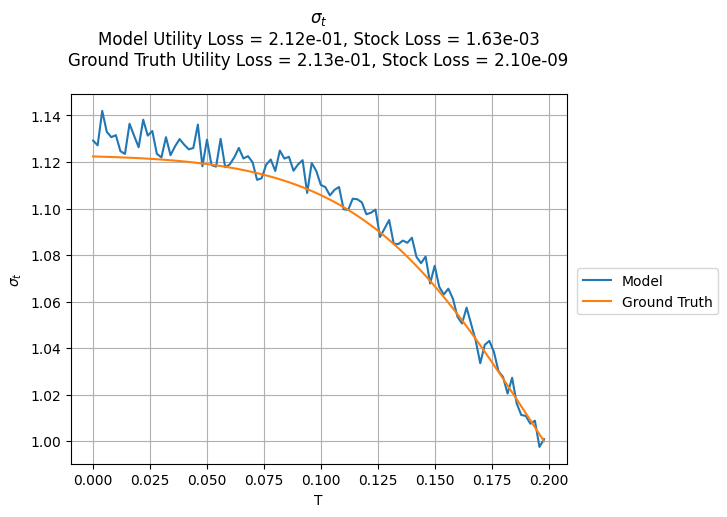 σt
Model Utility Loss = 2.12e-01, Stock Loss = 1.63e-03
Ground Truth Utility Loss = 2.13e-01, Stock Loss = 2.10e-09
1.14
1.12
1.10
1.08
1.06
1.04
1.02
1.00
σt
0.000 0.025 0.050 0.075 0.100 0.125 0.150 0.175 0.200
T
Model
Ground Truth